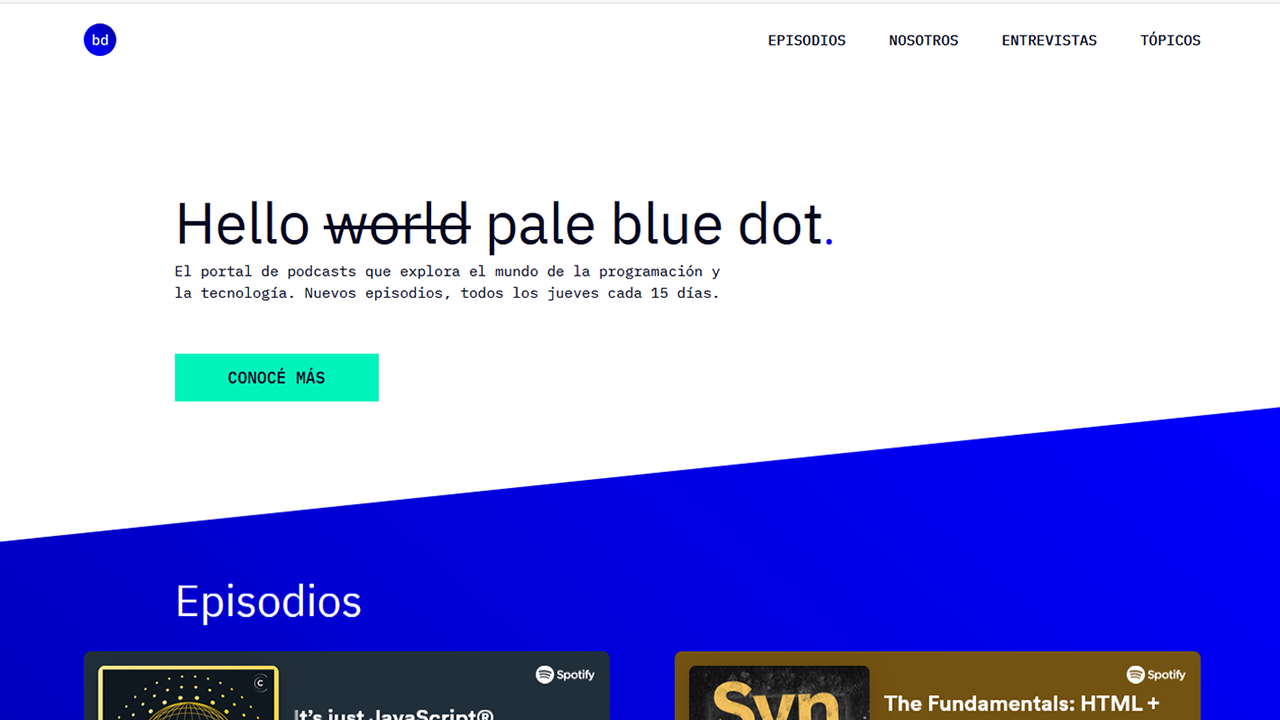 bd
EPISODIOS NOSOTROS ENTREVISTAS TÓPICOS
Hello world pale blue dot.
El portal de podcasts que explora el mundo de la programación y
la tecnología. Nuevos episodios, todos los jueves cada 15 días.
CONOCÉ MÁS
Episodios
Spotify
It's just JavaScript®
C
Spotify
The Fundamentals: HTML +
Syn